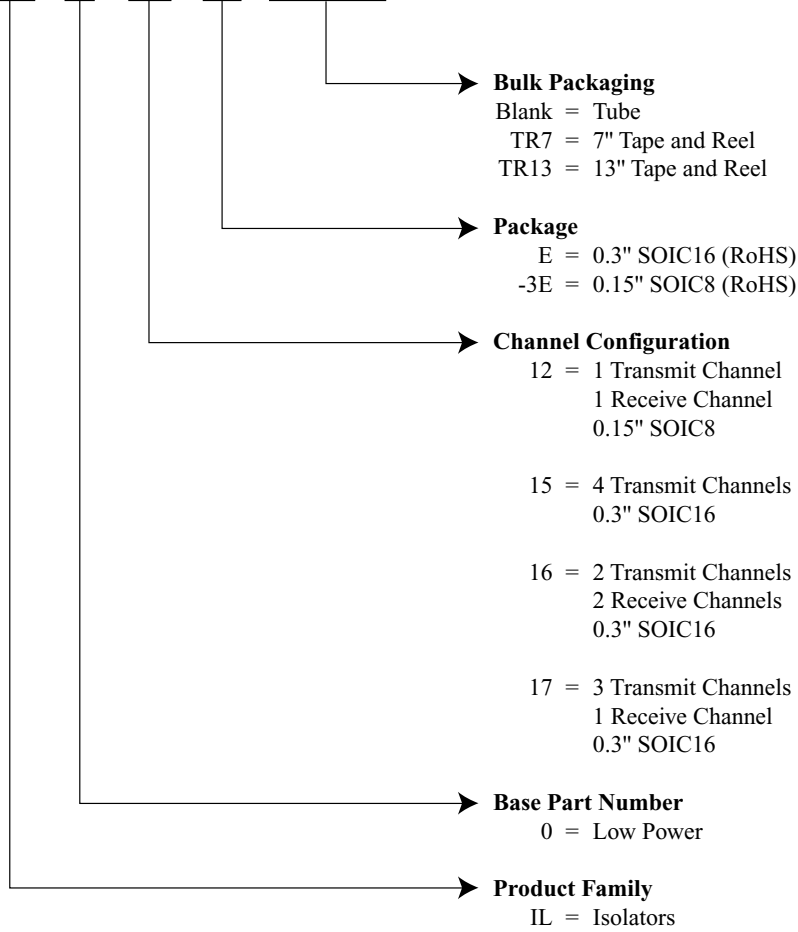 Bulk Packaging
Blank = Tube
TR7 = 7" Tape and Reel
TR13 = 13" Tape and Reel
Package
E = 0.3" SOIC16 (RoHS)
-3E = 0.15" SOIC8 (RoHS)
Channel Configuration
12 = 1 Transmit Channel
1 Receive Channel
0.15" SOIC8
15 = 4 Transmit Channels
0.3" SOIC16
16 = 2 Transmit Channels
2 Receive Channels
0.3" SOIC16
17 = 3 Transmit Channels
1 Receive Channel
0.3" SOIC16
Base Part Number
0 = Low Power
Product Family
IL = Isolators